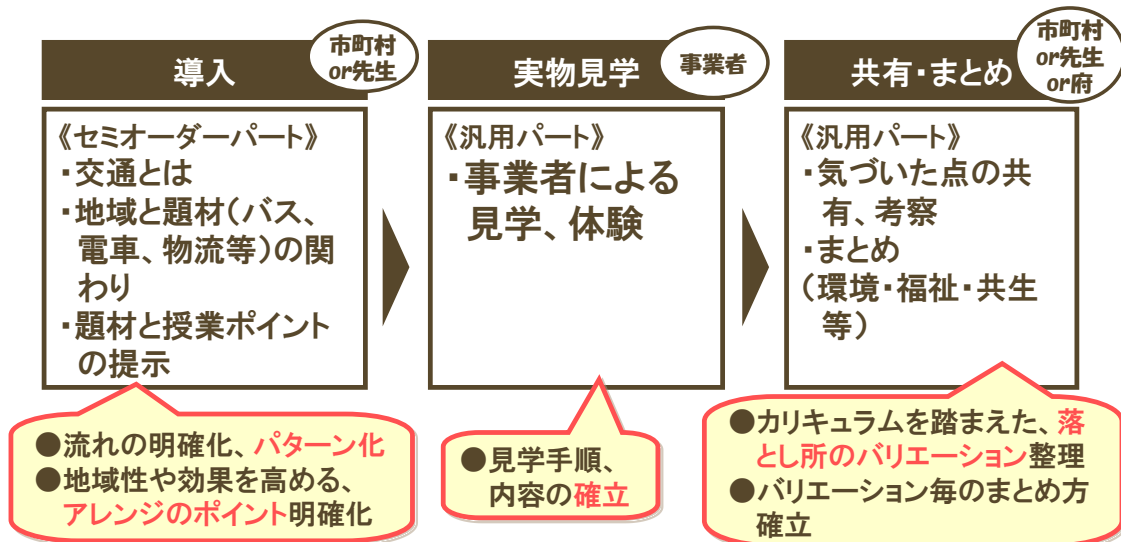 導入
市町村
or先生
《セミオーダーパート》
・交通とは
・地域と題材（バス、
電車、物流等）の関
わり
・題材と授業ポイント
の提示
●流れの明確化、パターン化
●地域性や効果を高める、
アレンジのポイント明確化
実物見学
事業者
《汎用パート》
・事業者による
見学、体験
●見学手順、
内容の確立
共有・まとめ
市町村
or先生
or府
《汎用パート》
・気づいた点の共
有、考察
・まとめ
（環境・福祉・共生
等）
●カリキュラムを踏まえた、落
とし所のバリエーション整理
●バリエーション毎のまとめ方
確立